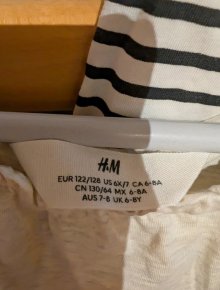 H&M
EUR 122/128 US 6X/7 CA 6-8A
CN 130/64 MX 6-8A
AUS 7-8 UK 6-8Y